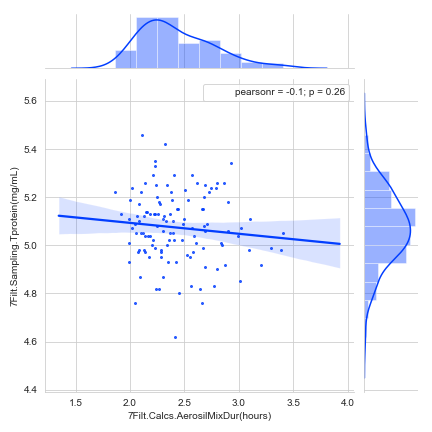 pearsonr = -0.1; p = 0.26
5.6
5.4
5.2
5.0
4.8
4.6
4.4
7Filt.Sampling.Tprotein(mg/mL)
1.5 2.0 2.5 3.0 3.5 4.0
7Filt.Calcs.AerosilMixDur(hours)